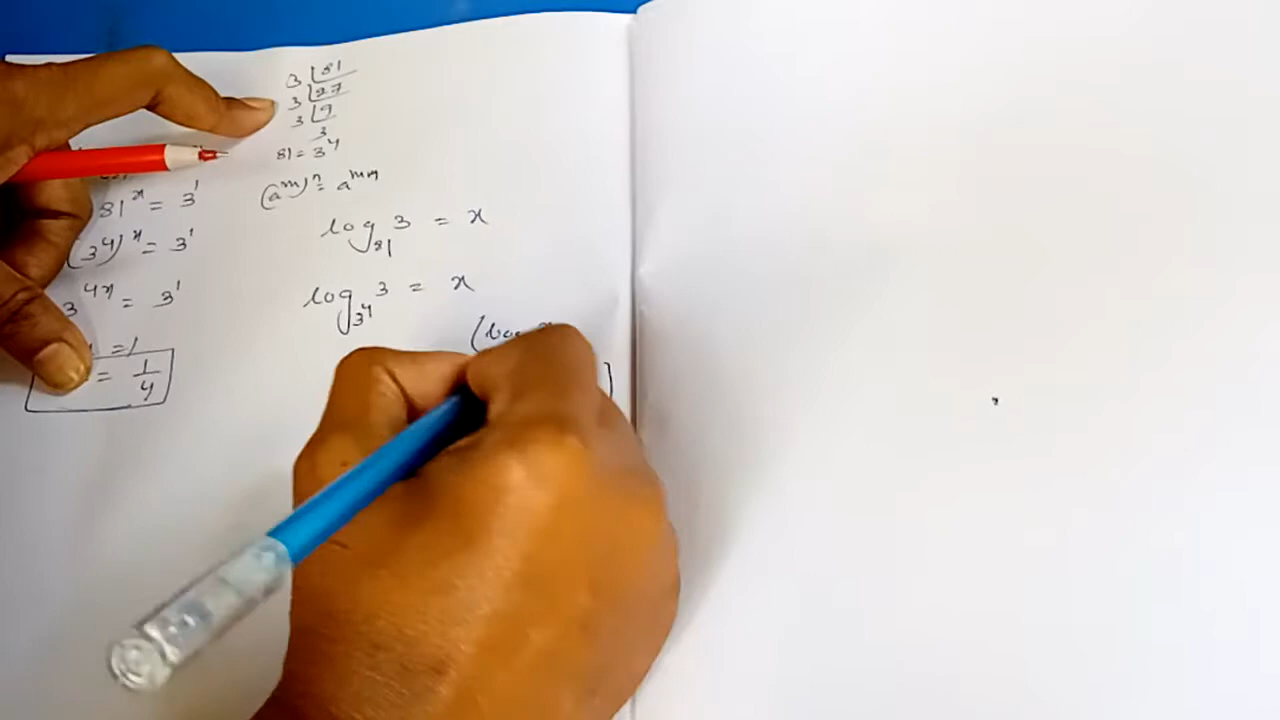 3 | 81
3 | 27
3 | 9
3
81 = 3⁴
(aᵐ)ⁿ = aᵐⁿ
81ˣ = 3¹
(3⁴)ˣ = 3¹
3⁴ˣ = 3¹
= 1
= 1/4
log₈₁ 3 = x
log₃⁴ 3 = x
(log
]